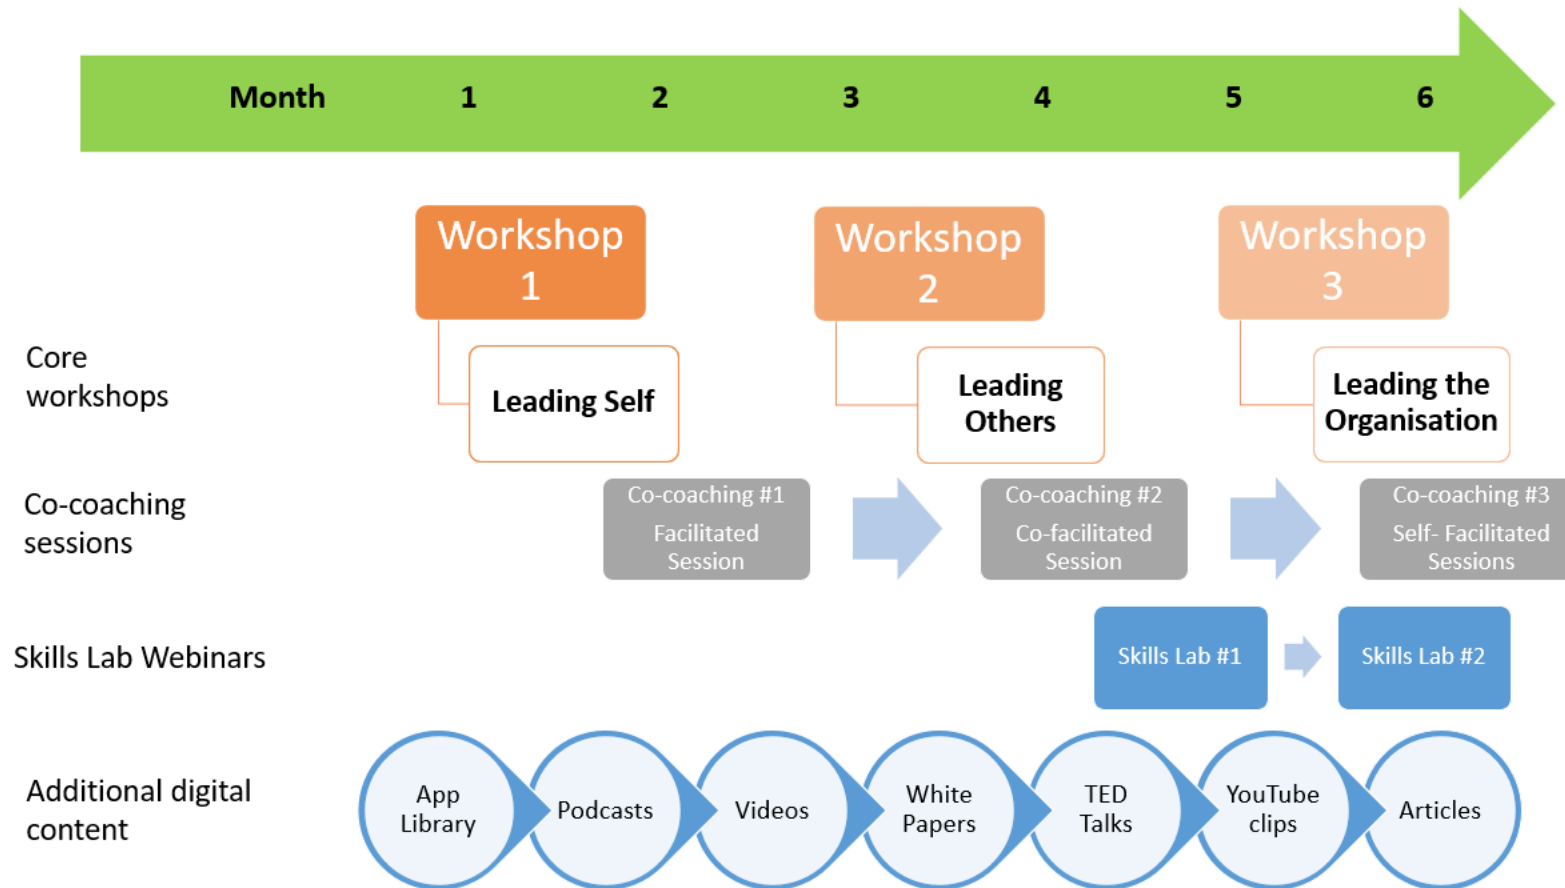 Month 1 2 3 4 5 6
Workshop
1
Workshop
2
Workshop
3
Core
workshops
Leading Self
Leading
Others
Leading the
Organisation
Co-coaching
sessions
Co-coaching #1
Facilitated
Session
Co-coaching #2
Co-facilitated
Session
Co-coaching #3
Self- Facilitated
Sessions
Skills Lab Webinars
Skills Lab #1
Skills Lab #2
Additional digital
content
App
Library
Podcasts
Videos
White
Papers
TED
Talks
YouTube
clips
Articles